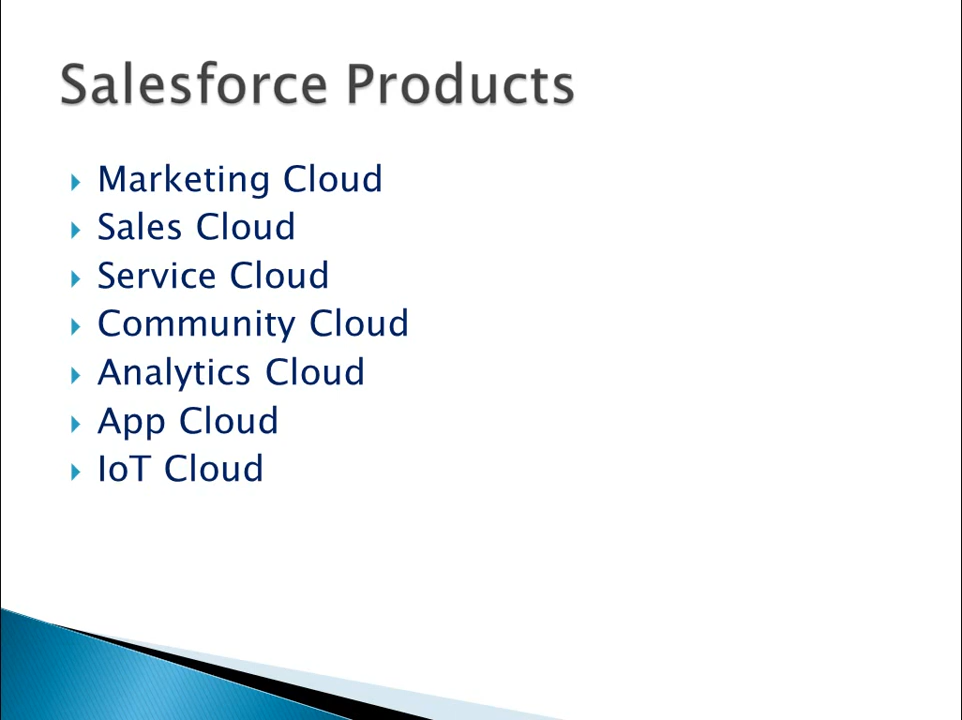 Salesforce Products
Marketing Cloud
Sales Cloud
Service Cloud
Community Cloud
Analytics Cloud
App Cloud
IoT Cloud